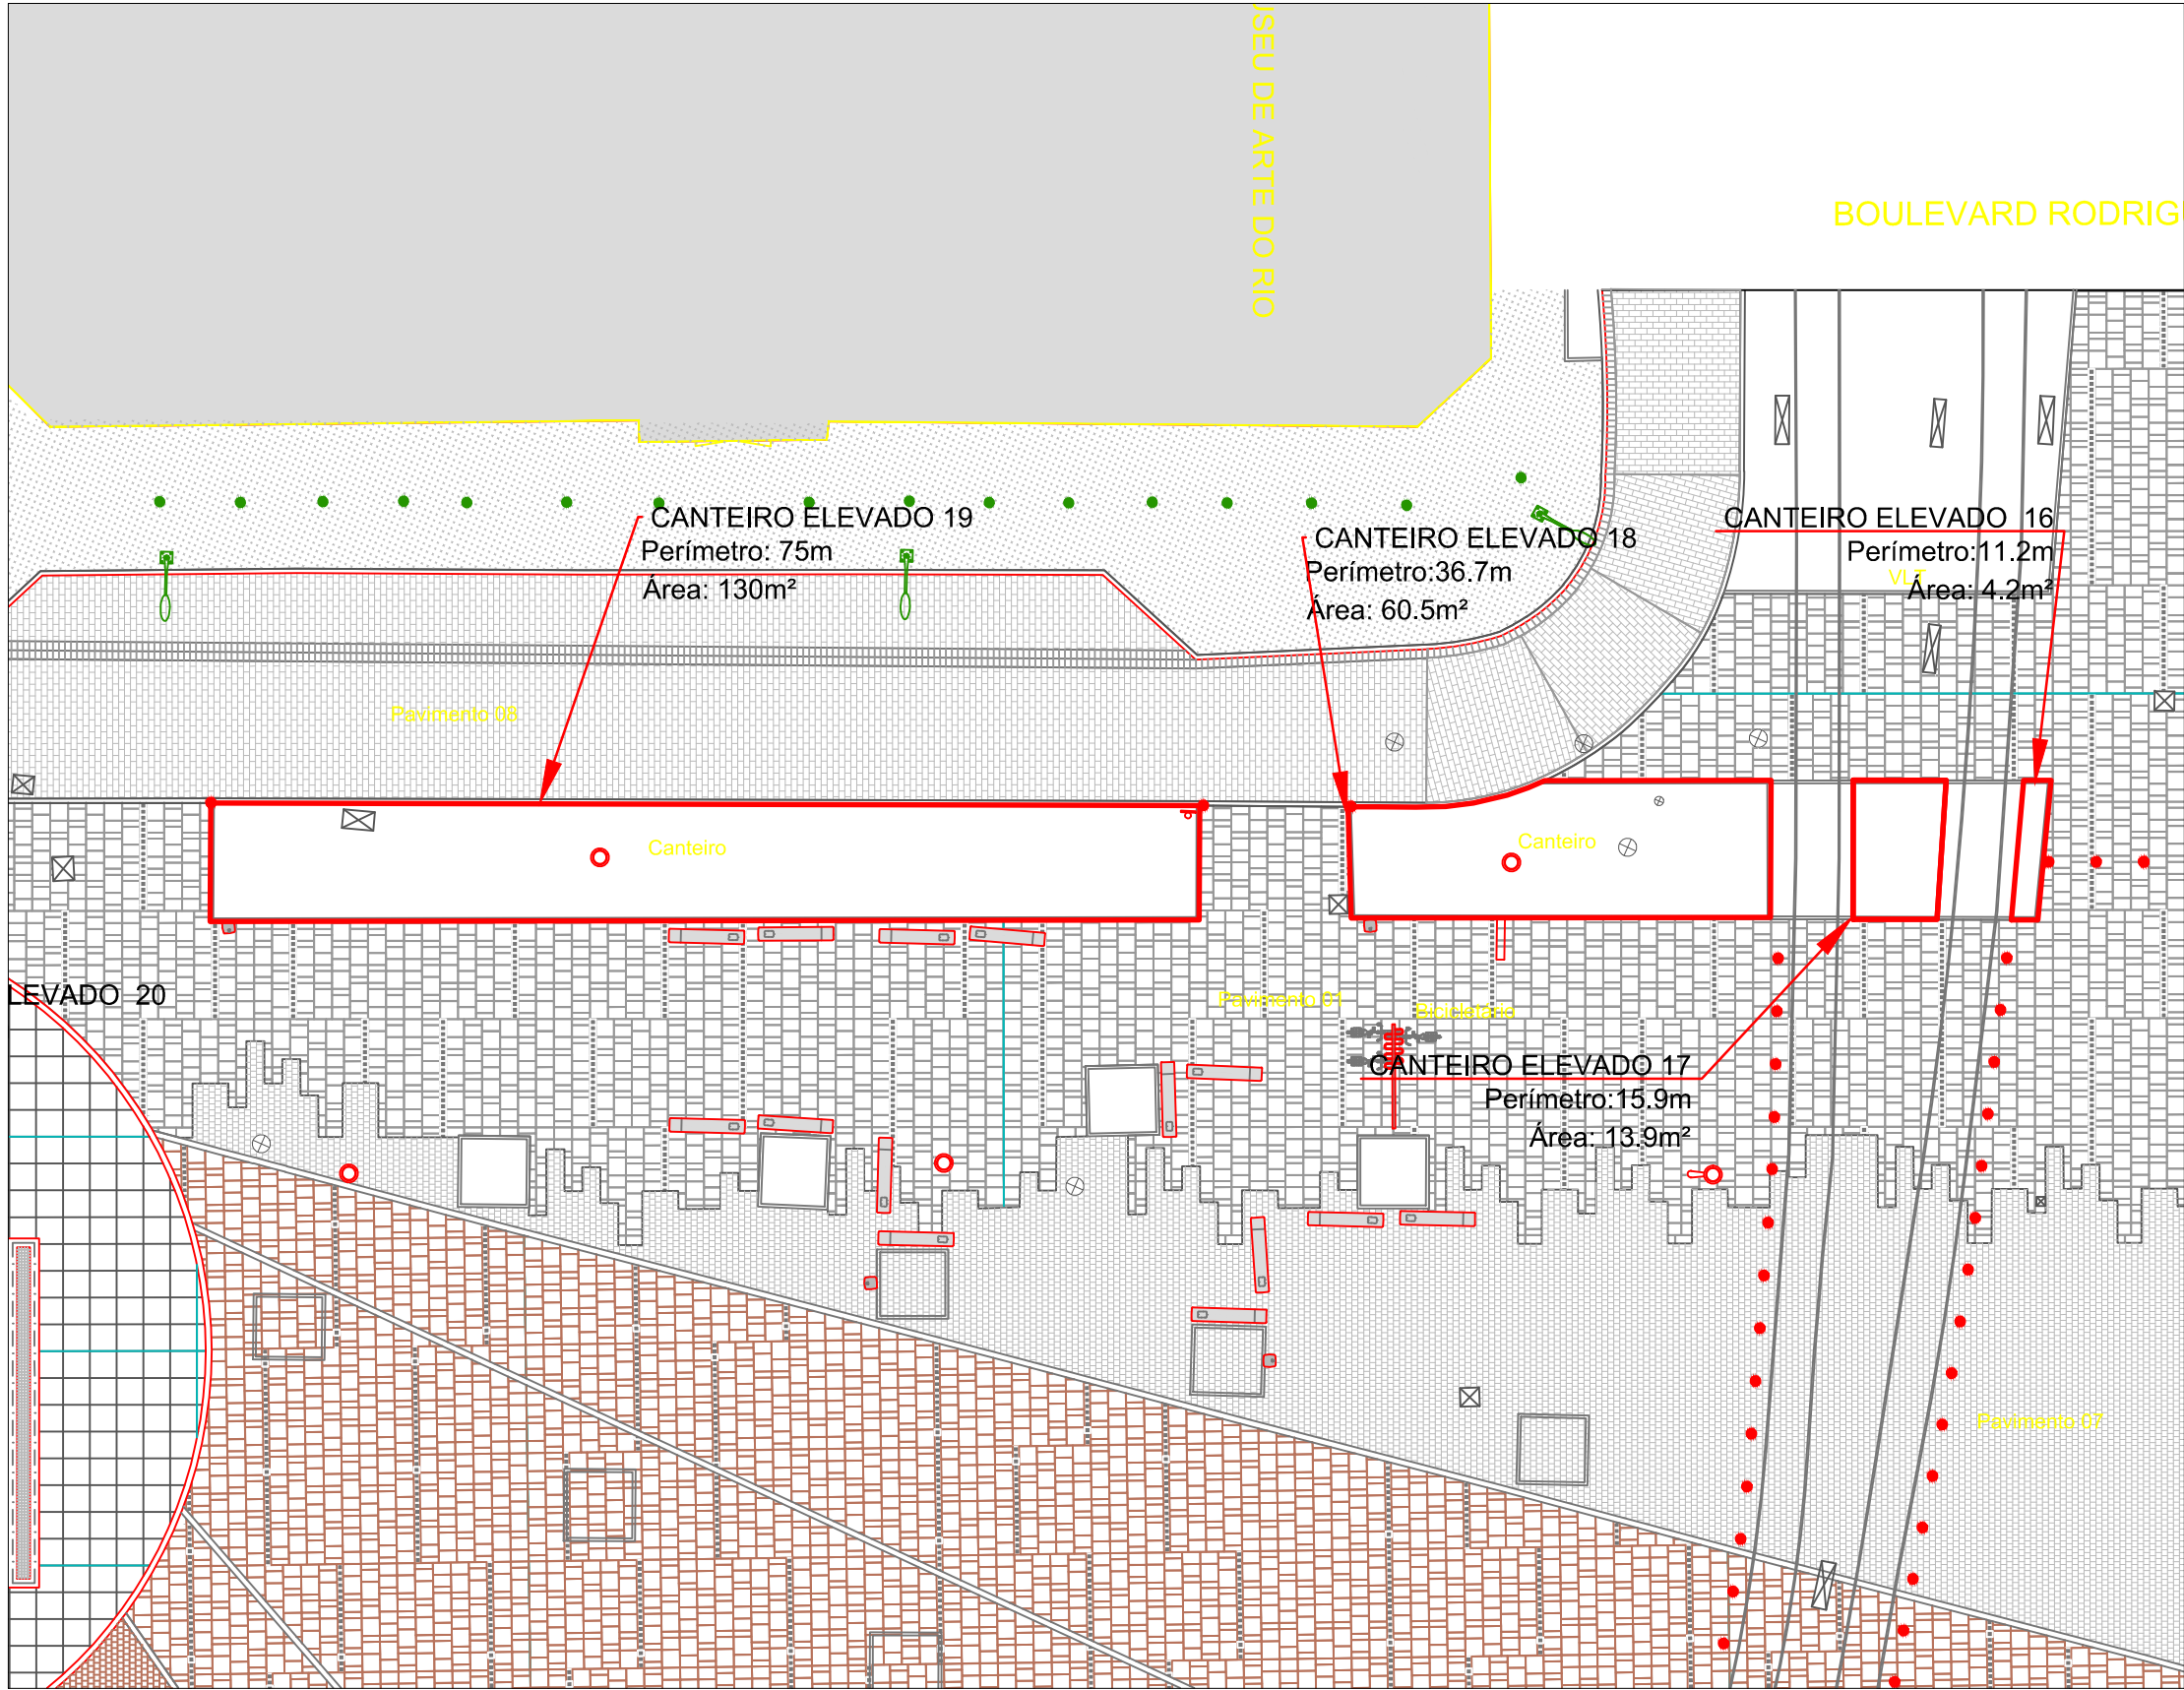 USEU DE ARTE DO RIO
BOULEVARD RODRIG
CANTEIRO ELEVADO 19
Perímetro: 75m
Área: 130m²
CANTEIRO ELEVADO 18
Perímetro:36.7m
Área: 60.5m²
CANTEIRO ELEVADO 16
Perímetro:11.2m
VLT
Área: 4.2m²
Pavimento 08
Canteiro
Canteiro
LEVADO 20
Pavimento 01
Bicicletário
CANTEIRO ELEVADO 17
Perímetro:15.9m
Área: 13.9m²
Pavimento 07